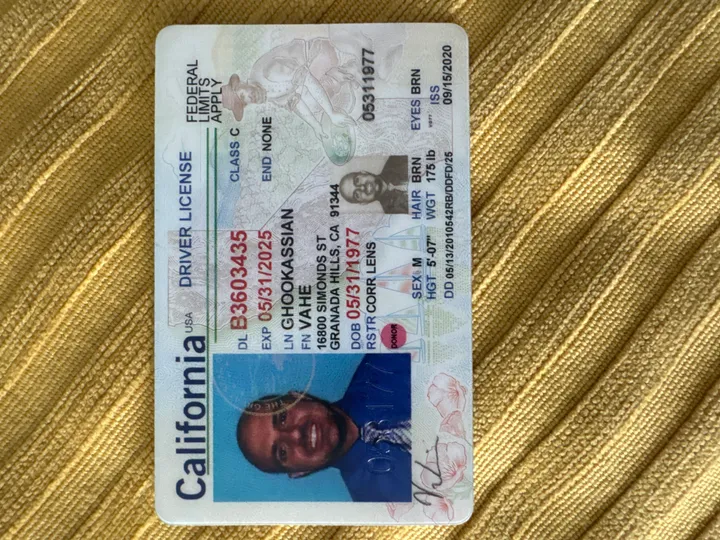 California USA DRIVER LICENSE
FEDERAL
LIMITS
APPLY
DL B3603435 CLASS C
EXP 05/31/2025 END NONE
LN GHOOKASSIAN
FN VAHE
16800 SIMONDS ST
GRANADA HILLS, CA 91344
DOB 05/31/1977
RSTR CORR LENS
05311977
DONOR
SEX M HAIR BRN EYES BRN
HGT 5'-07" WGT 175 lb ISS
DD 05/13/2010542RB/DDFD/25 09/15/2020